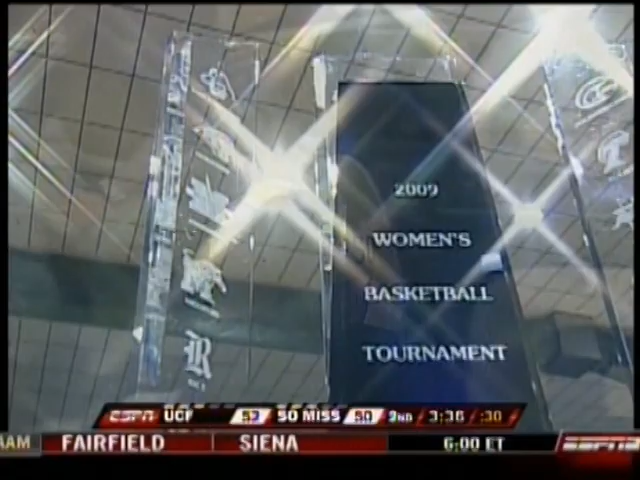 2009
WOMEN'S
BASKETBALL
TOURNAMENT
R
ESPN UCF 52 SO MISS 50 2ND 3:36 :30
AAM FAIRFIELD SIENA 6:00 ET ESPN